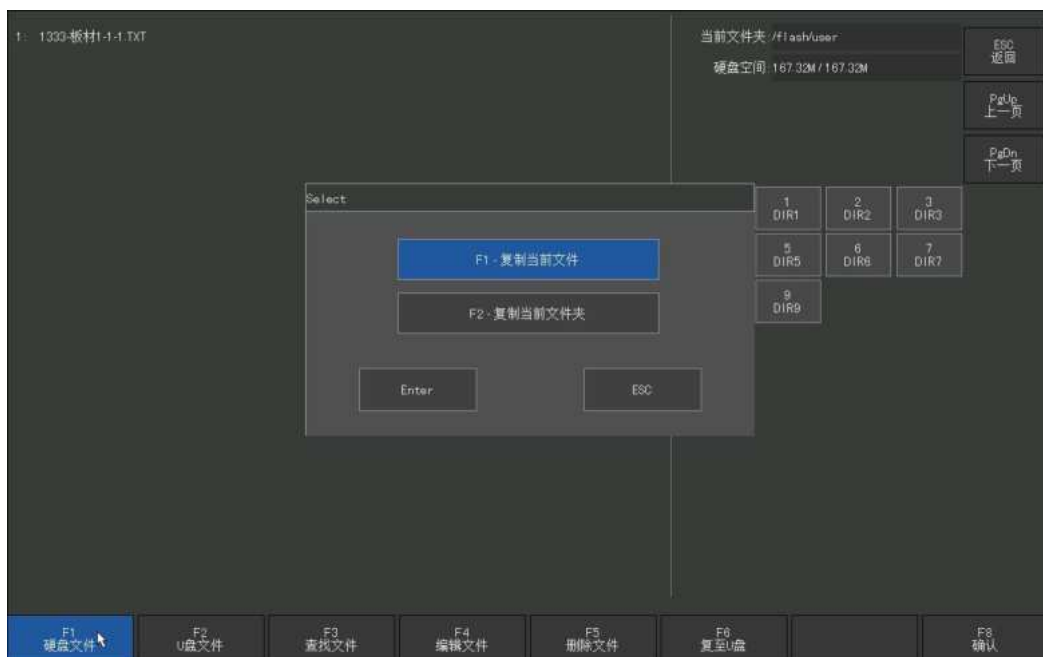 1: 1333-板材1-1-1.TXT
当前文件夹 /flash/user
硬盘空间: 167.32M / 167.32M
ESC
返回
PgUp
上一页
PgDn
下一页
Select
F1 - 复制当前文件
F2 - 复制当前文件夹
Enter
ESC
1
DIR1
2
DIR2
3
DIR3
5
DIR5
6
DIR6
7
DIR7
9
DIR9
F1
硬盘文件
F2
U盘文件
F3
查找文件
F4
编辑文件
F5
删除文件
F6
复至U盘
F8
确认